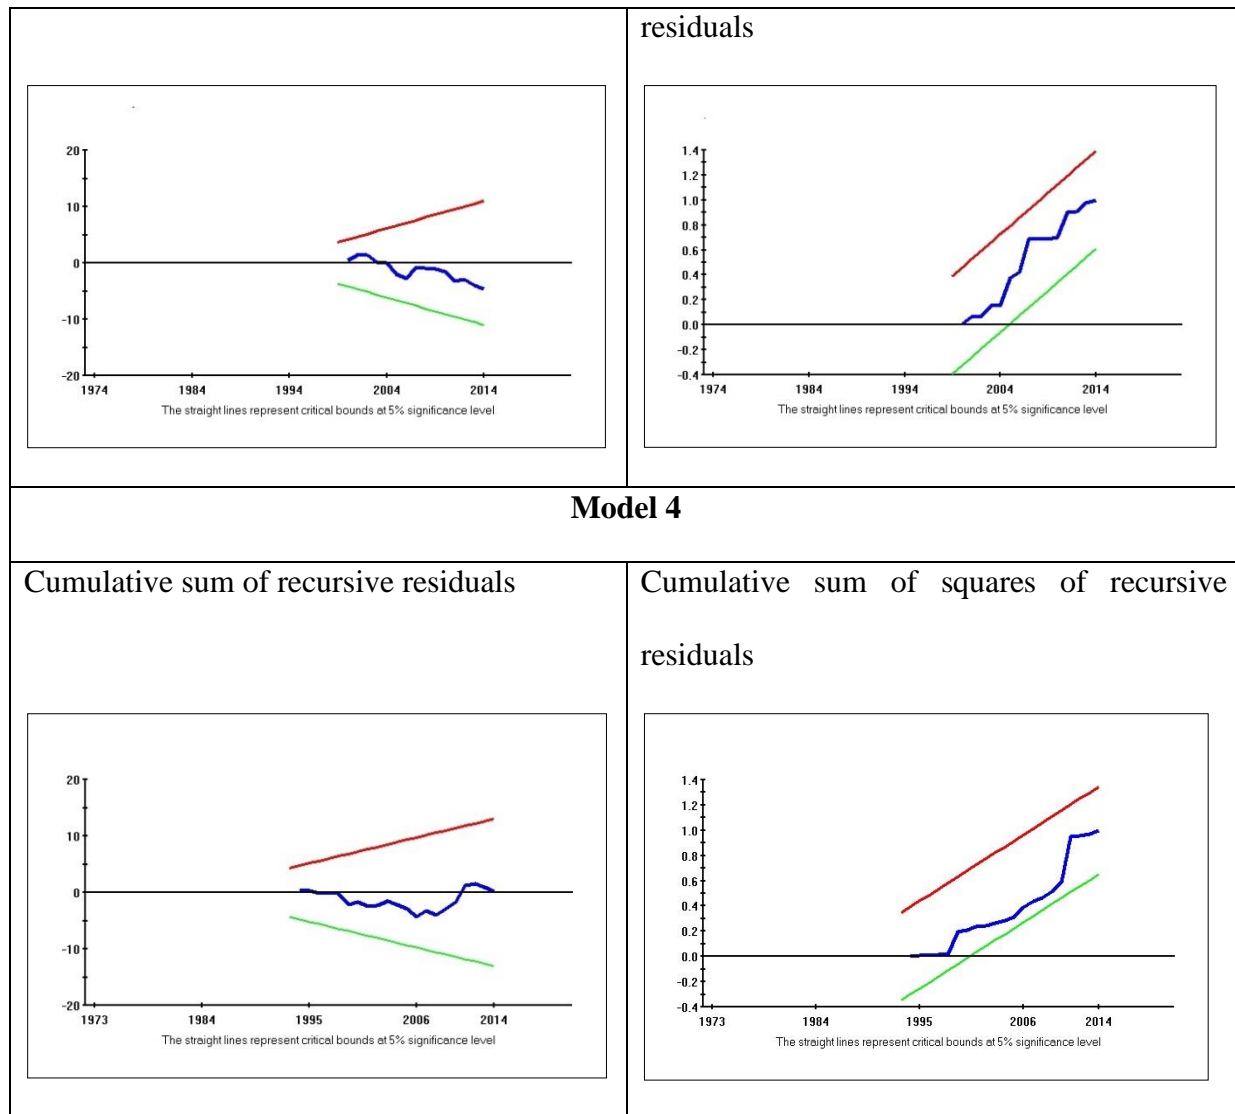 residuals
20
10
0
-10
-20
1974 1984 1994 2004 2014
The straight lines represent critical bounds at 5% significance level
1.4
1.2
1.0
0.8
0.6
0.4
0.2
0.0
-0.2
-0.4
1974 1984 1994 2004 2014
The straight lines represent critical bounds at 5% significance level
Model 4
Cumulative sum of recursive residuals
Cumulative sum of squares of recursive
residuals
20
10
0
-10
-20
1973 1984 1995 2006 2014
The straight lines represent critical bounds at 5% significance level
1.4
1.2
1.0
0.8
0.6
0.4
0.2
0.0
-0.2
-0.4
1973 1984 1995 2006 2014
The straight lines represent critical bounds at 5% significance level